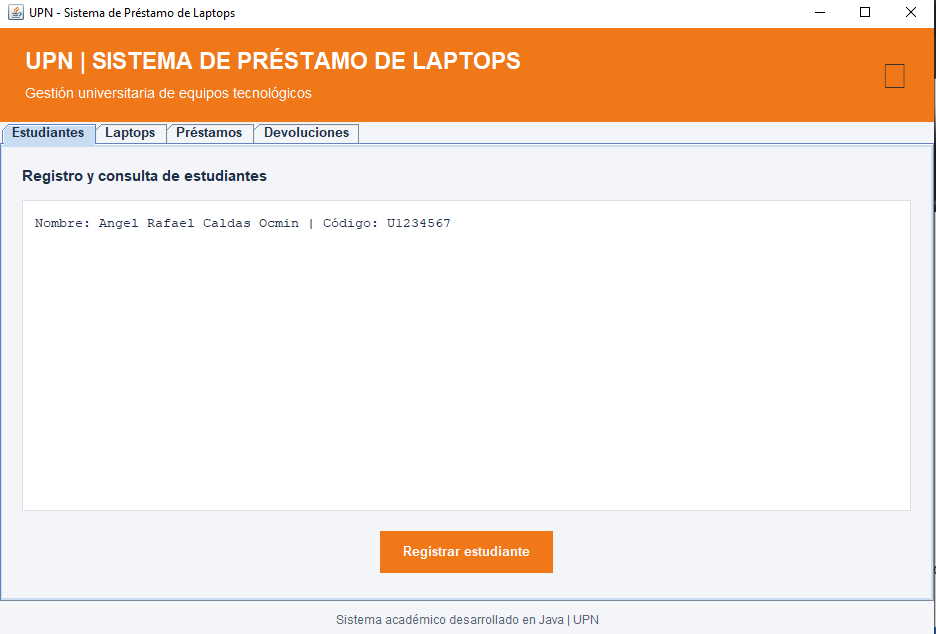 UPN - Sistema de Préstamo de Laptops
UPN | SISTEMA DE PRÉSTAMO DE LAPTOPS
Gestión universitaria de equipos tecnológicos
Estudiantes Laptops Préstamos Devoluciones
Registro y consulta de estudiantes
Nombre: Angel Rafael Caldas Ocmin | Código: U1234567
Registrar estudiante
Sistema académico desarrollado en Java | UPN